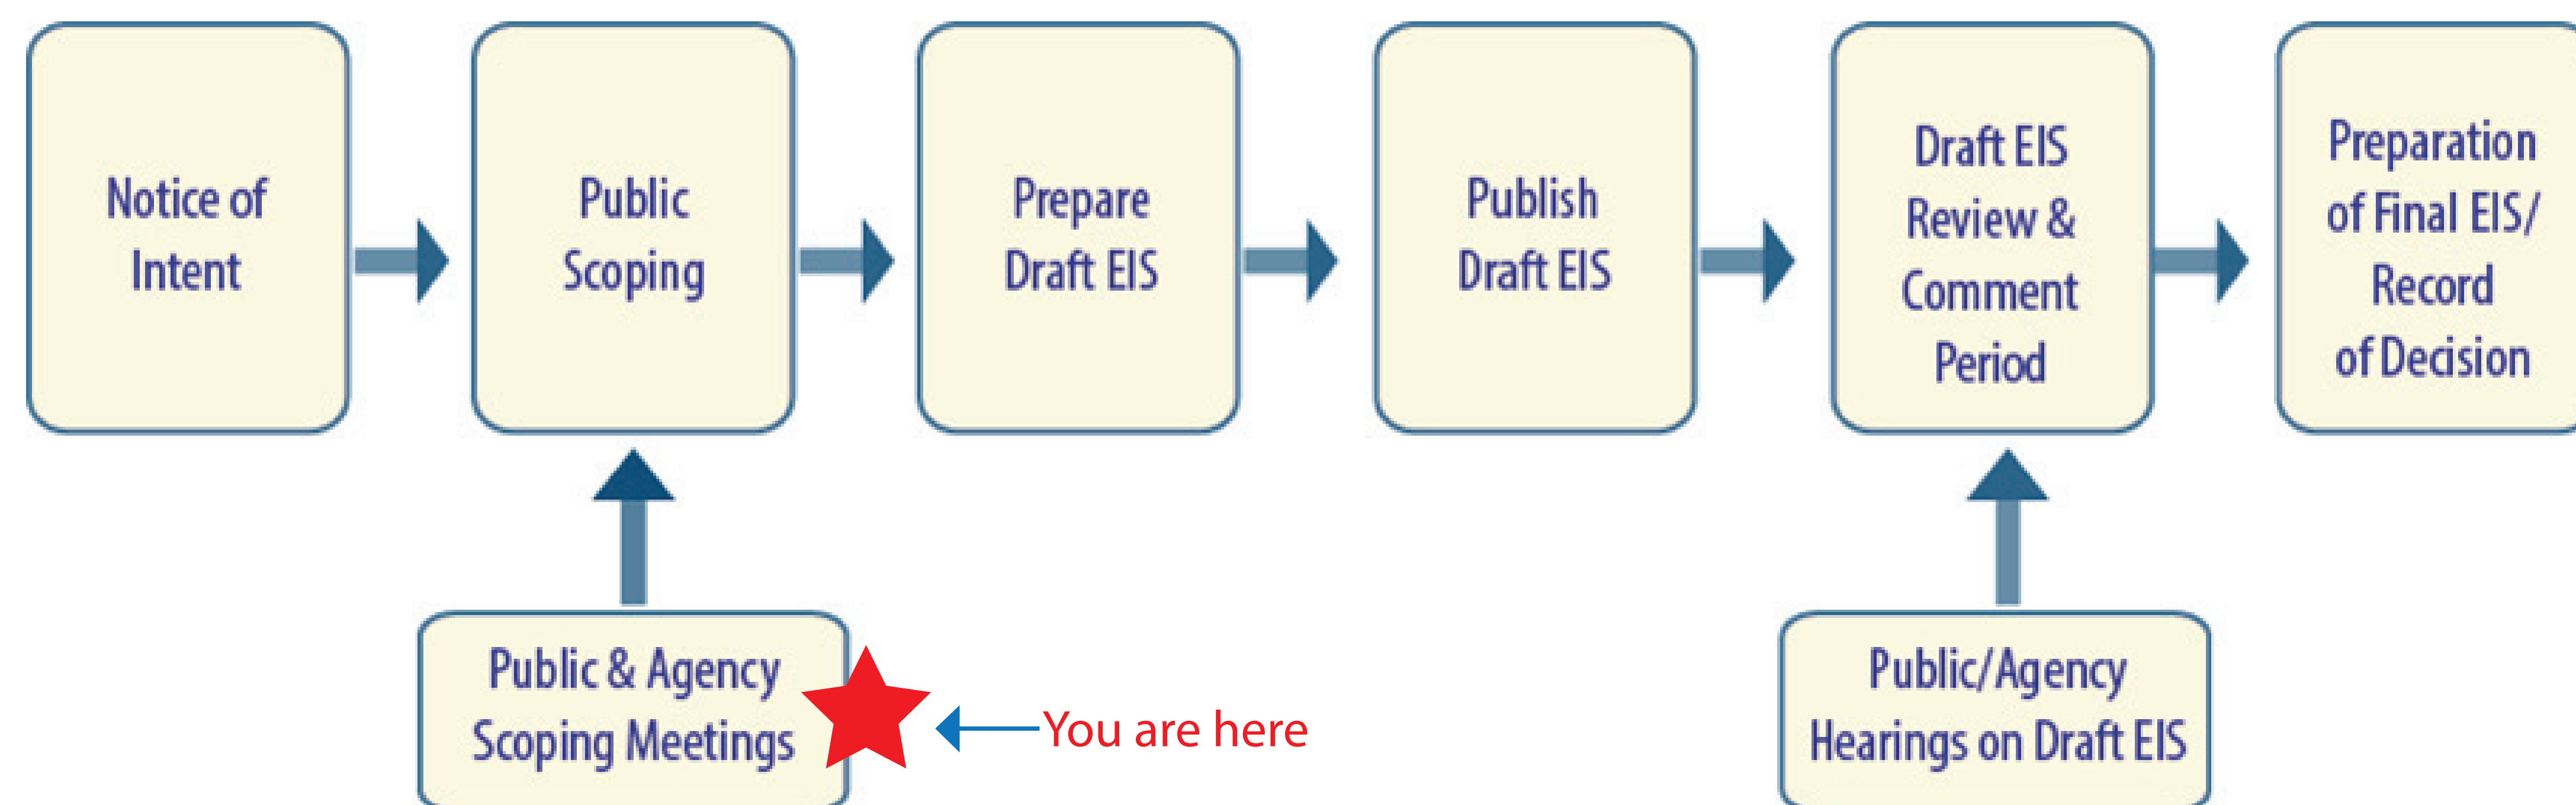 Notice of
Intent
Public
Scoping
Prepare
Draft EIS
Publish
Draft EIS
Draft EIS
Review &
Comment
Period
Preparation
of Final EIS/
Record
of Decision
Public & Agency
Scoping Meetings
You are here
Public/Agency
Hearings on Draft EIS